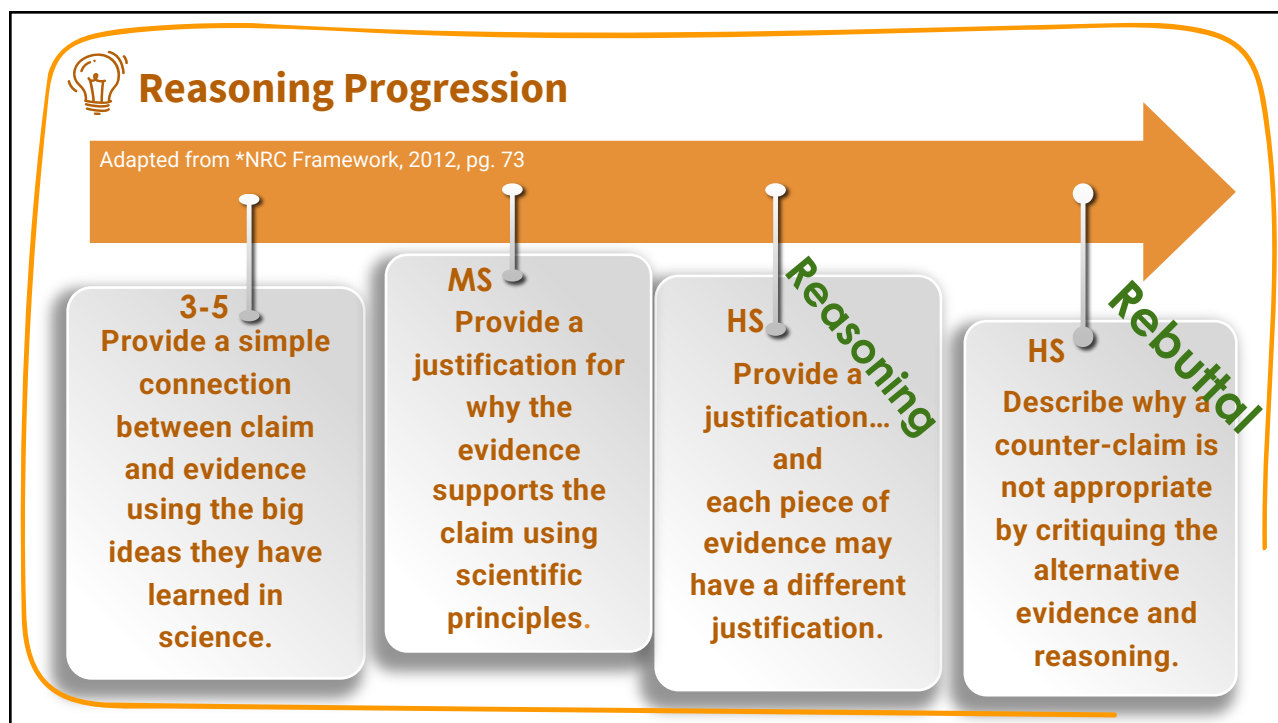 Reasoning Progression
Adapted from *NRC Framework, 2012, pg. 73
3-5
Provide a simple
connection
between claim
and evidence
using the big
ideas they have
learned in
science.
MS
Provide a
justification for
why the
evidence
supports the
claim using
scientific
principles.
HS
Reasoning
Provide a
justification…
and
each piece of
evidence may
have a different
justification.
HS
Rebuttal
Describe why a
counter-claim is
not appropriate
by critiquing the
alternative
evidence and
reasoning.